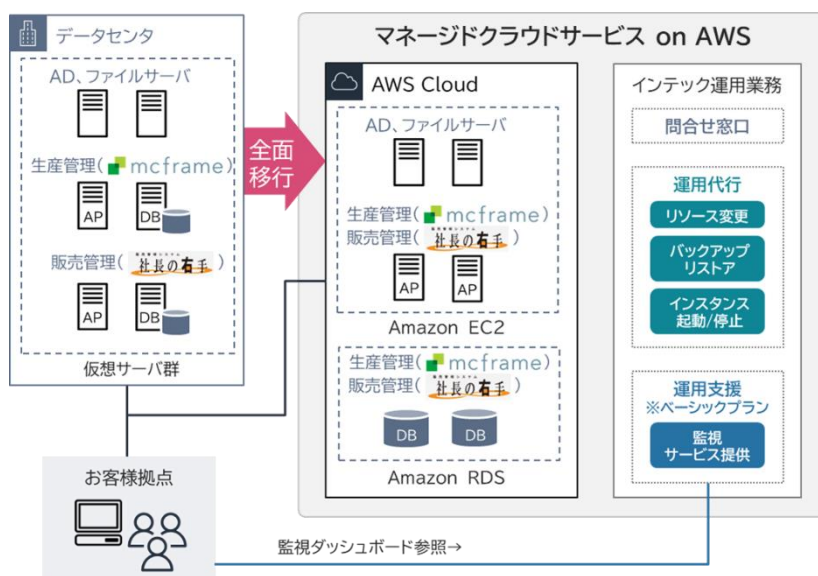 データセンタ
AD、ファイルサーバ
生産管理( mcframe)
AP
DB
販売管理( 販売管理システム 社長の右手 )
AP
DB
仮想サーバ群
全面
移行
お客様拠点
マネージドクラウドサービス on AWS
AWS Cloud
AD、ファイルサーバ
生産管理( mcframe)
販売管理( 社長の右手 )
AP
AP
Amazon EC2
生産管理( mcframe)
販売管理( 社長の右手 )
DB
DB
Amazon RDS
インテック運用業務
問合せ窓口
運用代行
リソース変更
バックアップ
リストア
インスタンス
起動/停止
運用支援
※ベーシックプラン
監視
サービス提供
監視ダッシュボード参照→